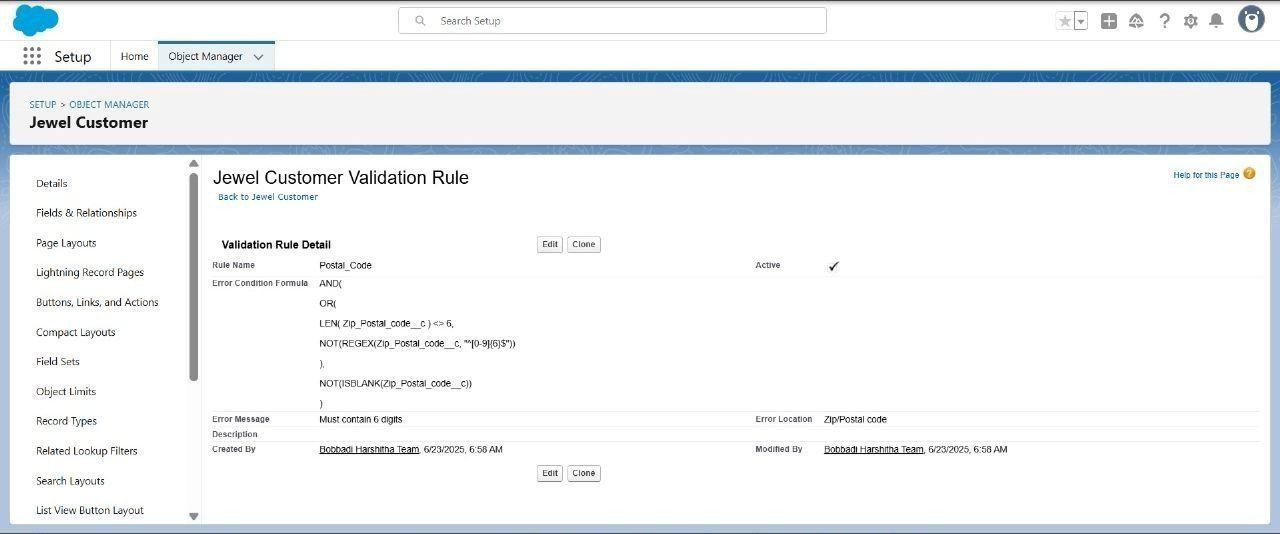 Search Setup
Setup
Home
Object Manager
SETUP > OBJECT MANAGER
Jewel Customer
Details
Fields & Relationships
Page Layouts
Lightning Record Pages
Buttons, Links, and Actions
Compact Layouts
Field Sets
Object Limits
Record Types
Related Lookup Filters
Search Layouts
List View Button Layout
Jewel Customer Validation Rule
Help for this Page ?
Back to Jewel Customer
Validation Rule Detail
Edit Clone
Rule Name Postal_Code Active
Error Condition Formula AND(
OR(
LEN( Zip_Postal_code__c ) <> 6,
NOT(REGEX(Zip_Postal_code__c, "^[0-9]{6}$"))
),
NOT(ISBLANK(Zip_Postal_code__c))
)
Error Message Must contain 6 digits Error Location Zip/Postal code
Description
Created By Bobbadi Harshitha Team, 6/23/2025, 6:58 AM Modified By Bobbadi Harshitha Team, 6/23/2025, 6:58 AM
Edit Clone